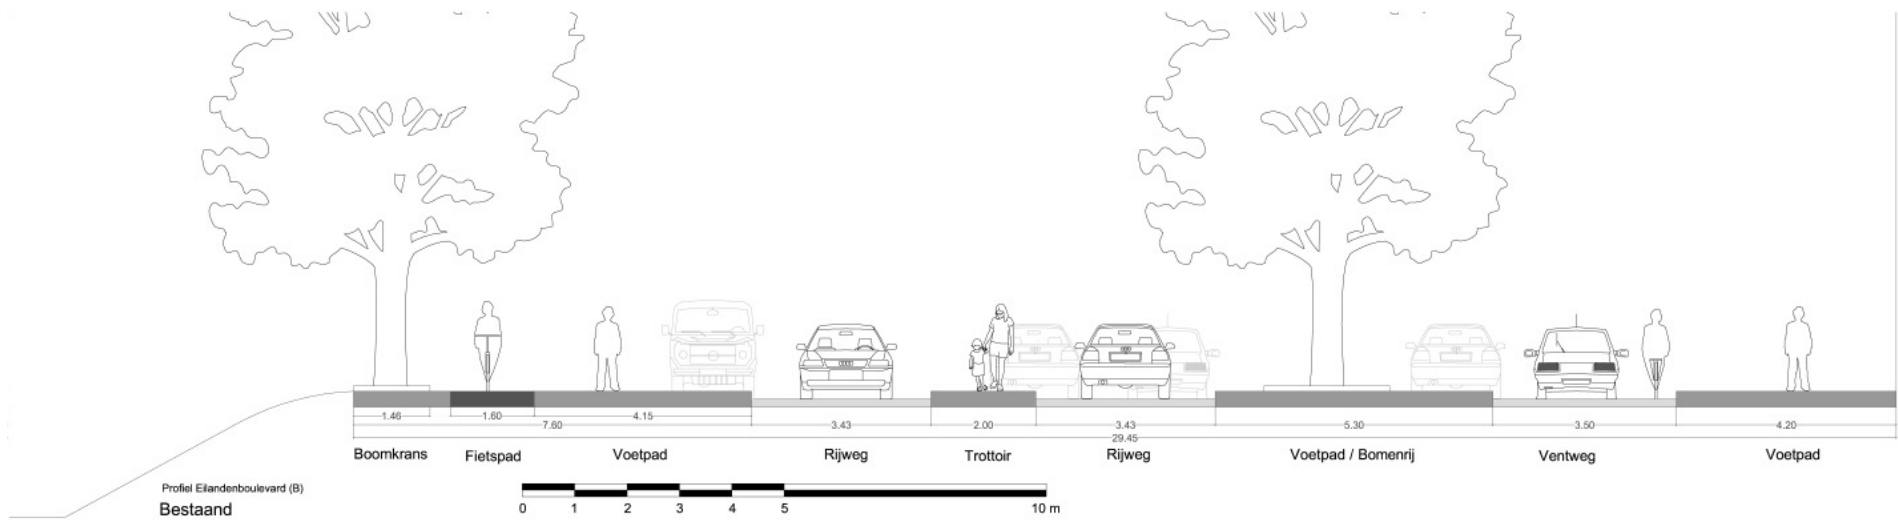 1.46 1.60 4.15
7.60 3.43 2.00 3.43 5.30 3.50 4.20
29.45
Boomkrans Fietspad Voetpad Rijweg Trottoir Rijweg Voetpad / Bomenrij Ventweg Voetpad
Profiel Eilandenboulevard (B)
Bestaand
0 1 2 3 4 5 10 m